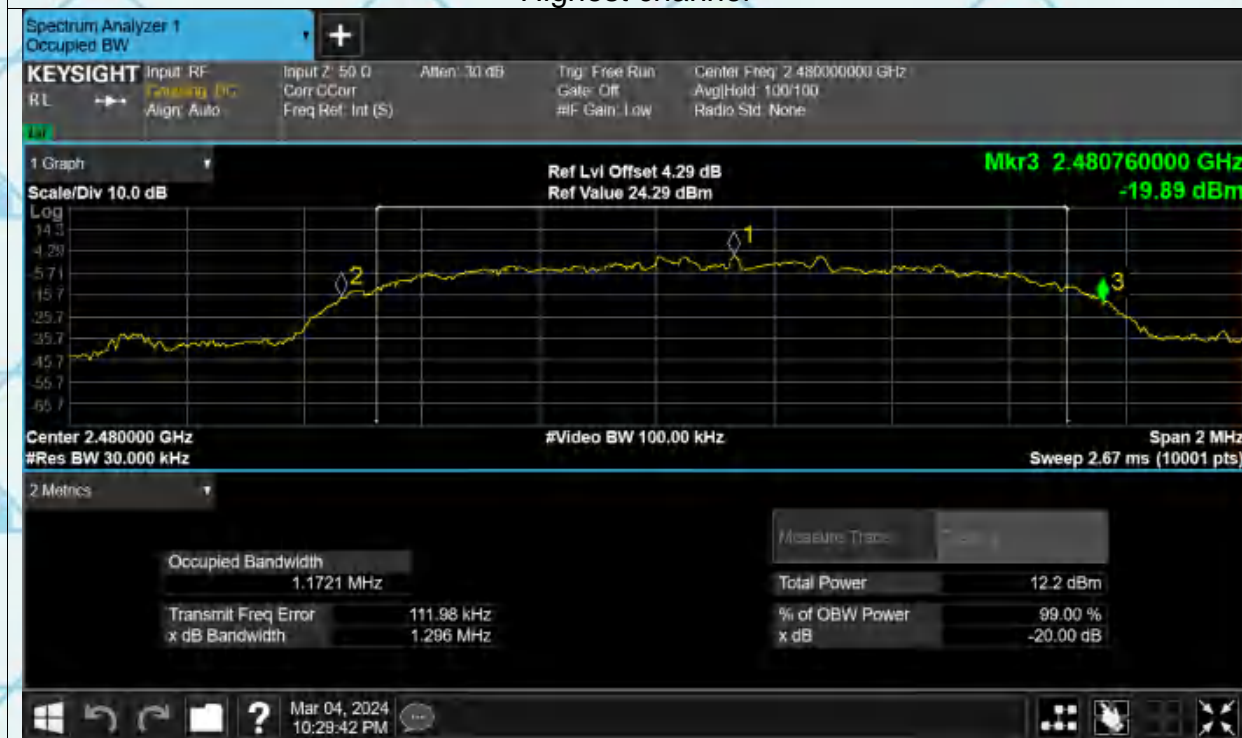 Highest channel
Spectrum Analyzer 1
Occupied BW
+
KEYSIGHT
RL
Input: RF
Coupling: DC
Align: Auto
Input Z: 50 Ω
Corr CCorr
Freq Ref: Int (S)
Atten: 30 dB
Trig: Free Run
Gate: Off
#IF Gain: Low
Center Freq: 2.480000000 GHz
Avg|Hold: 100/100
Radio Std: None
1 Graph
Scale/Div 10.0 dB
Ref Lvl Offset 4.29 dB
Ref Value 24.29 dBm
Mkr3 2.480760000 GHz
-19.89 dBm
Log
14.3
4.29
-5.71
-15.7
-25.7
-35.7
-45.7
-55.7
-65.7
1
2
3
Center 2.480000 GHz
#Res BW 30.000 kHz
#Video BW 100.00 kHz
Span 2 MHz
Sweep 2.67 ms (10001 pts)
2 Metrics
Measure Trace
Occupied Bandwidth
1.1721 MHz
Transmit Freq Error 111.98 kHz
x dB Bandwidth 1.296 MHz
Total Power 12.2 dBm
% of OBW Power 99.00 %
x dB -20.00 dB
?
Mar 04, 2024
10:29:42 PM